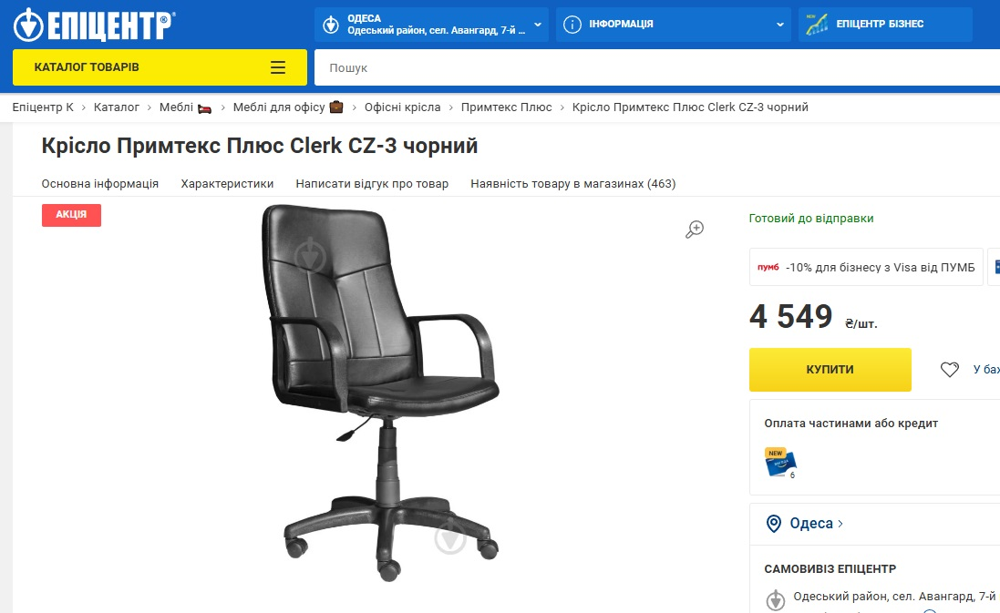 ЕПІЦЕНТР®
ОДЕСА
Одеський район, сел. Авангард, 7-й ...
ІНФОРМАЦІЯ
NEW
ЕПІЦЕНТР БІЗНЕС
КАТАЛОГ ТОВАРІВ
Пошук
Епіцентр К > Каталог > Меблі > Меблі для офісу > Офісні крісла > Примтекс Плюс > Крісло Примтекс Плюс Clerk CZ-3 чорний
Крісло Примтекс Плюс Clerk CZ-3 чорний
Основна інформація Характеристики Написати відгук про товар Наявність товару в магазинах (463)
АКЦІЯ
Готовий до відправки
пумб -10% для бізнесу з Visa від ПУМБ
4 549 ₴/шт.
КУПИТИ
У ба
Оплата частинами або кредит
NEW
6
Одеса >
САМОВИВІЗ ЕПІЦЕНТР
Одеський район, сел. Авангард, 7-й